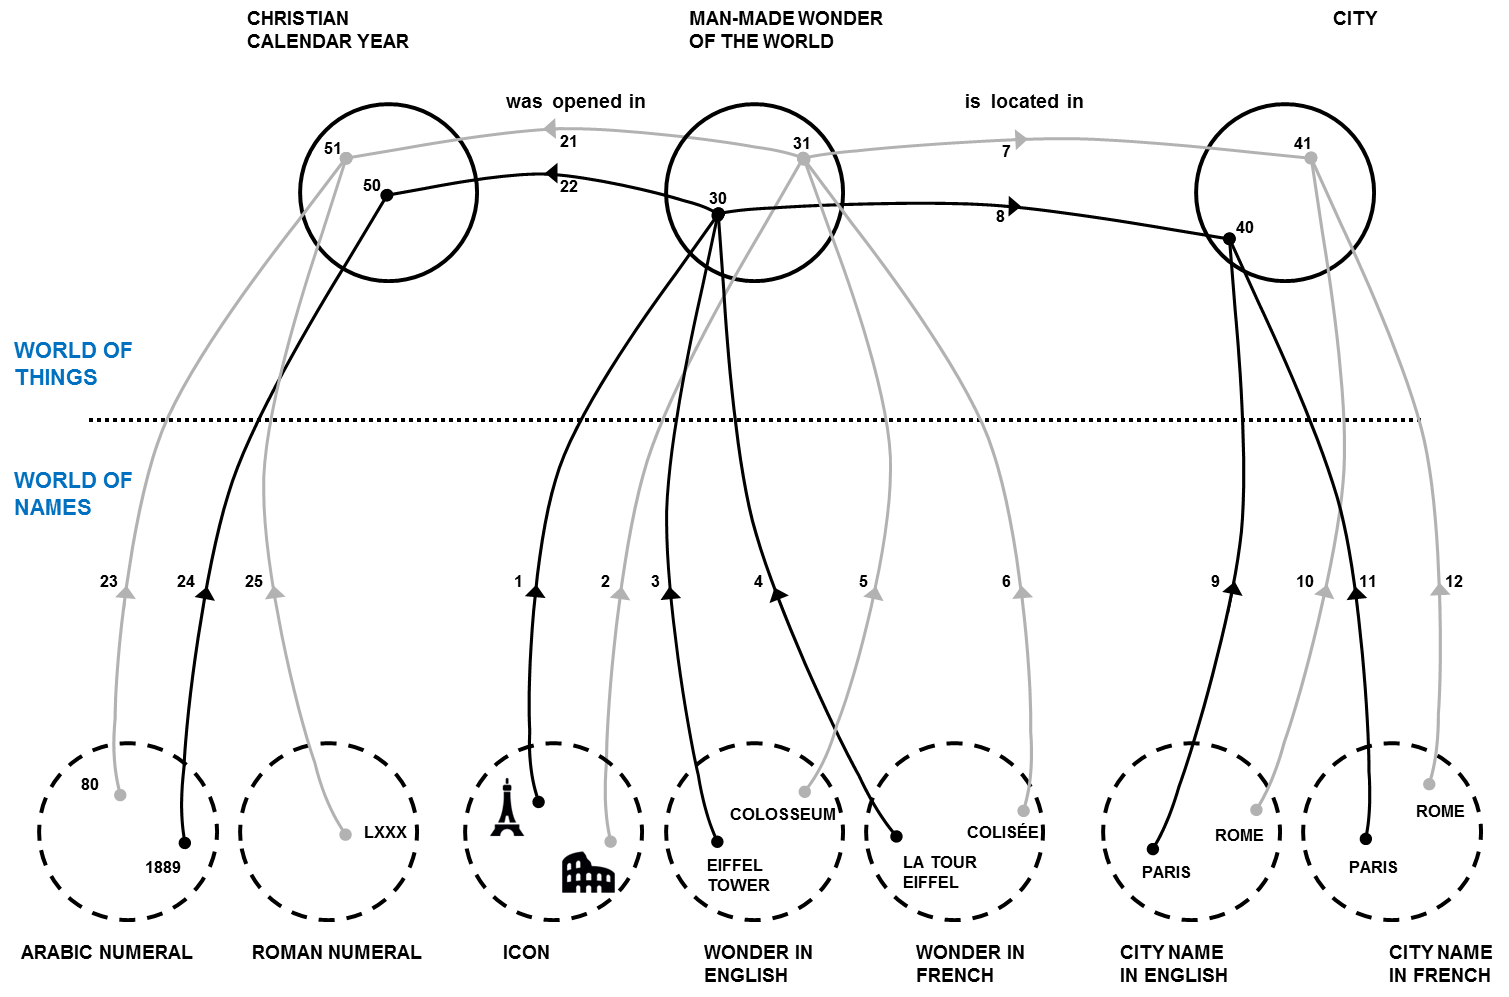 CHRISTIAN
CALENDAR YEAR
MAN-MADE WONDER
OF THE WORLD
CITY
was opened in
is located in
51
21
31
7
41
50
22
30
8
40
WORLD OF
THINGS
WORLD OF
NAMES
23
24
25
1
2
3
4
5
6
9
10
11
12
80
1889
LXXX
COLOSSEUM
EIFFEL
TOWER
COLISÉE
LA TOUR
EIFFEL
ROME
PARIS
ROME
PARIS
ARABIC NUMERAL
ROMAN NUMERAL
ICON
WONDER IN
ENGLISH
WONDER IN
FRENCH
CITY NAME
IN ENGLISH
CITY NAME
IN FRENCH